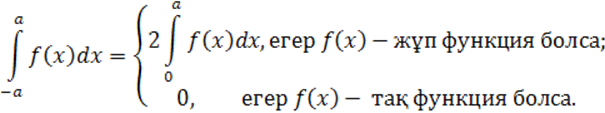 ∫_{-a}^{a} f(x)dx = { 2∫_{0}^{a} f(x)dx, егер f(x) – жұп функция болса;
0, егер f(x) – тақ функция болса.